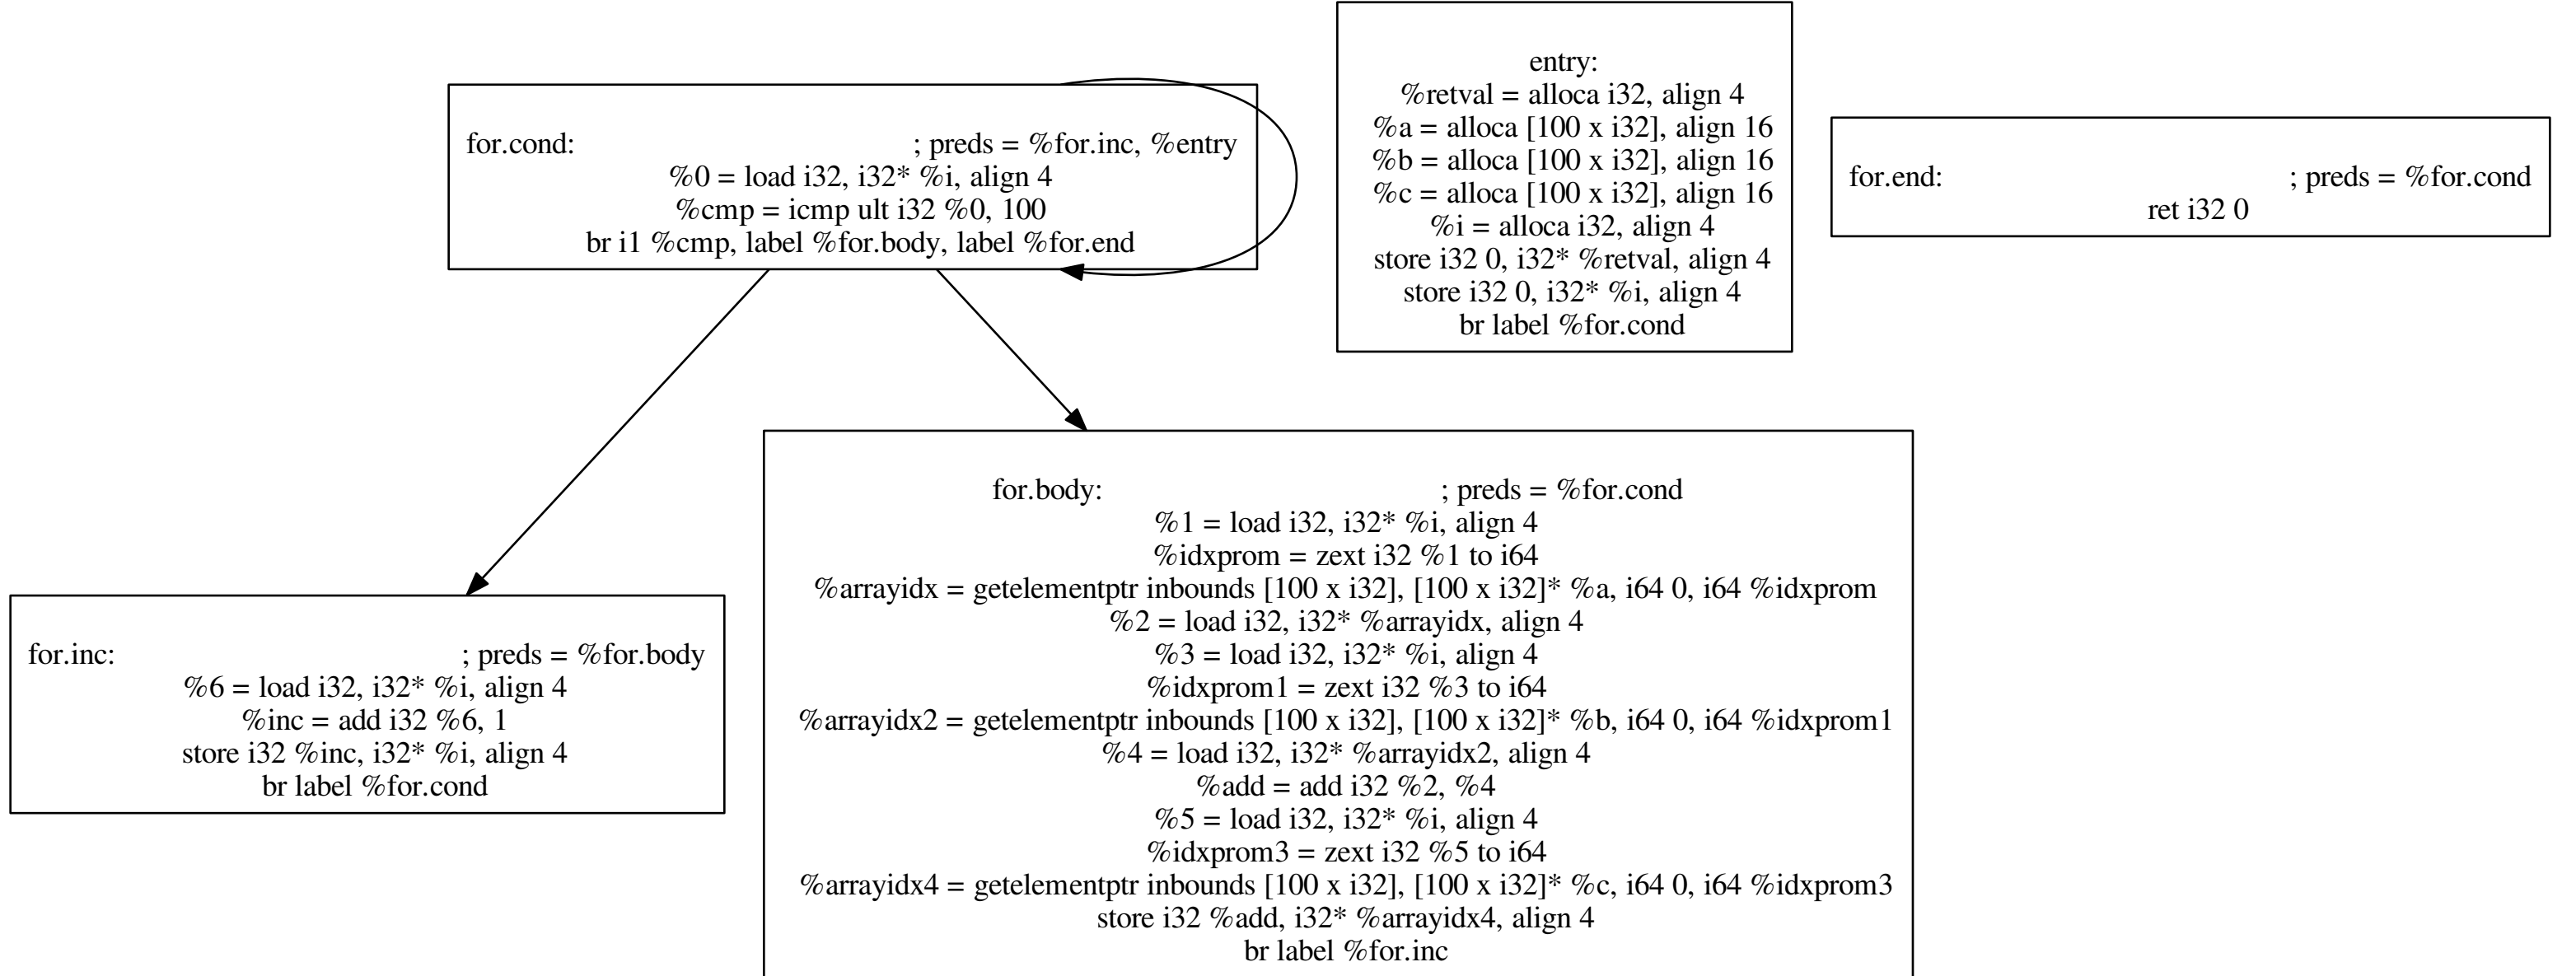 for.cond: ; preds = %for.inc, %entry
%0 = load i32, i32* %i, align 4
%cmp = icmp ult i32 %0, 100
br i1 %cmp, label %for.body, label %for.end
entry:
%retval = alloca i32, align 4
%a = alloca [100 x i32], align 16
%b = alloca [100 x i32], align 16
%c = alloca [100 x i32], align 16
%i = alloca i32, align 4
store i32 0, i32* %retval, align 4
store i32 0, i32* %i, align 4
br label %for.cond
for.end: ; preds = %for.cond
ret i32 0
for.inc: ; preds = %for.body
%6 = load i32, i32* %i, align 4
%inc = add i32 %6, 1
store i32 %inc, i32* %i, align 4
br label %for.cond
for.body: ; preds = %for.cond
%1 = load i32, i32* %i, align 4
%idxprom = zext i32 %1 to i64
%arrayidx = getelementptr inbounds [100 x i32], [100 x i32]* %a, i64 0, i64 %idxprom
%2 = load i32, i32* %arrayidx, align 4
%3 = load i32, i32* %i, align 4
%idxprom1 = zext i32 %3 to i64
%arrayidx2 = getelementptr inbounds [100 x i32], [100 x i32]* %b, i64 0, i64 %idxprom1
%4 = load i32, i32* %arrayidx2, align 4
%add = add i32 %2, %4
%5 = load i32, i32* %i, align 4
%idxprom3 = zext i32 %5 to i64
%arrayidx4 = getelementptr inbounds [100 x i32], [100 x i32]* %c, i64 0, i64 %idxprom3
store i32 %add, i32* %arrayidx4, align 4
br label %for.inc